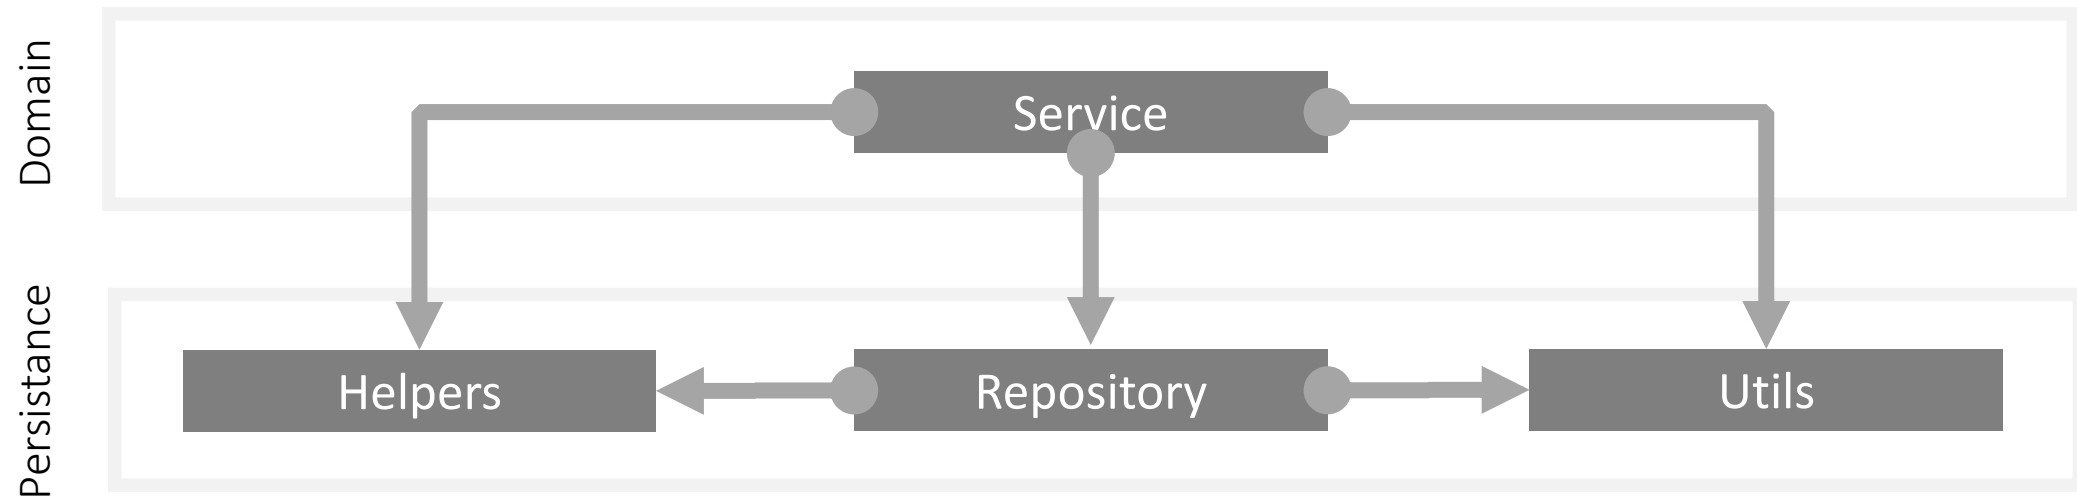 Domain
Service
Persistance
Helpers
Repository
Utils